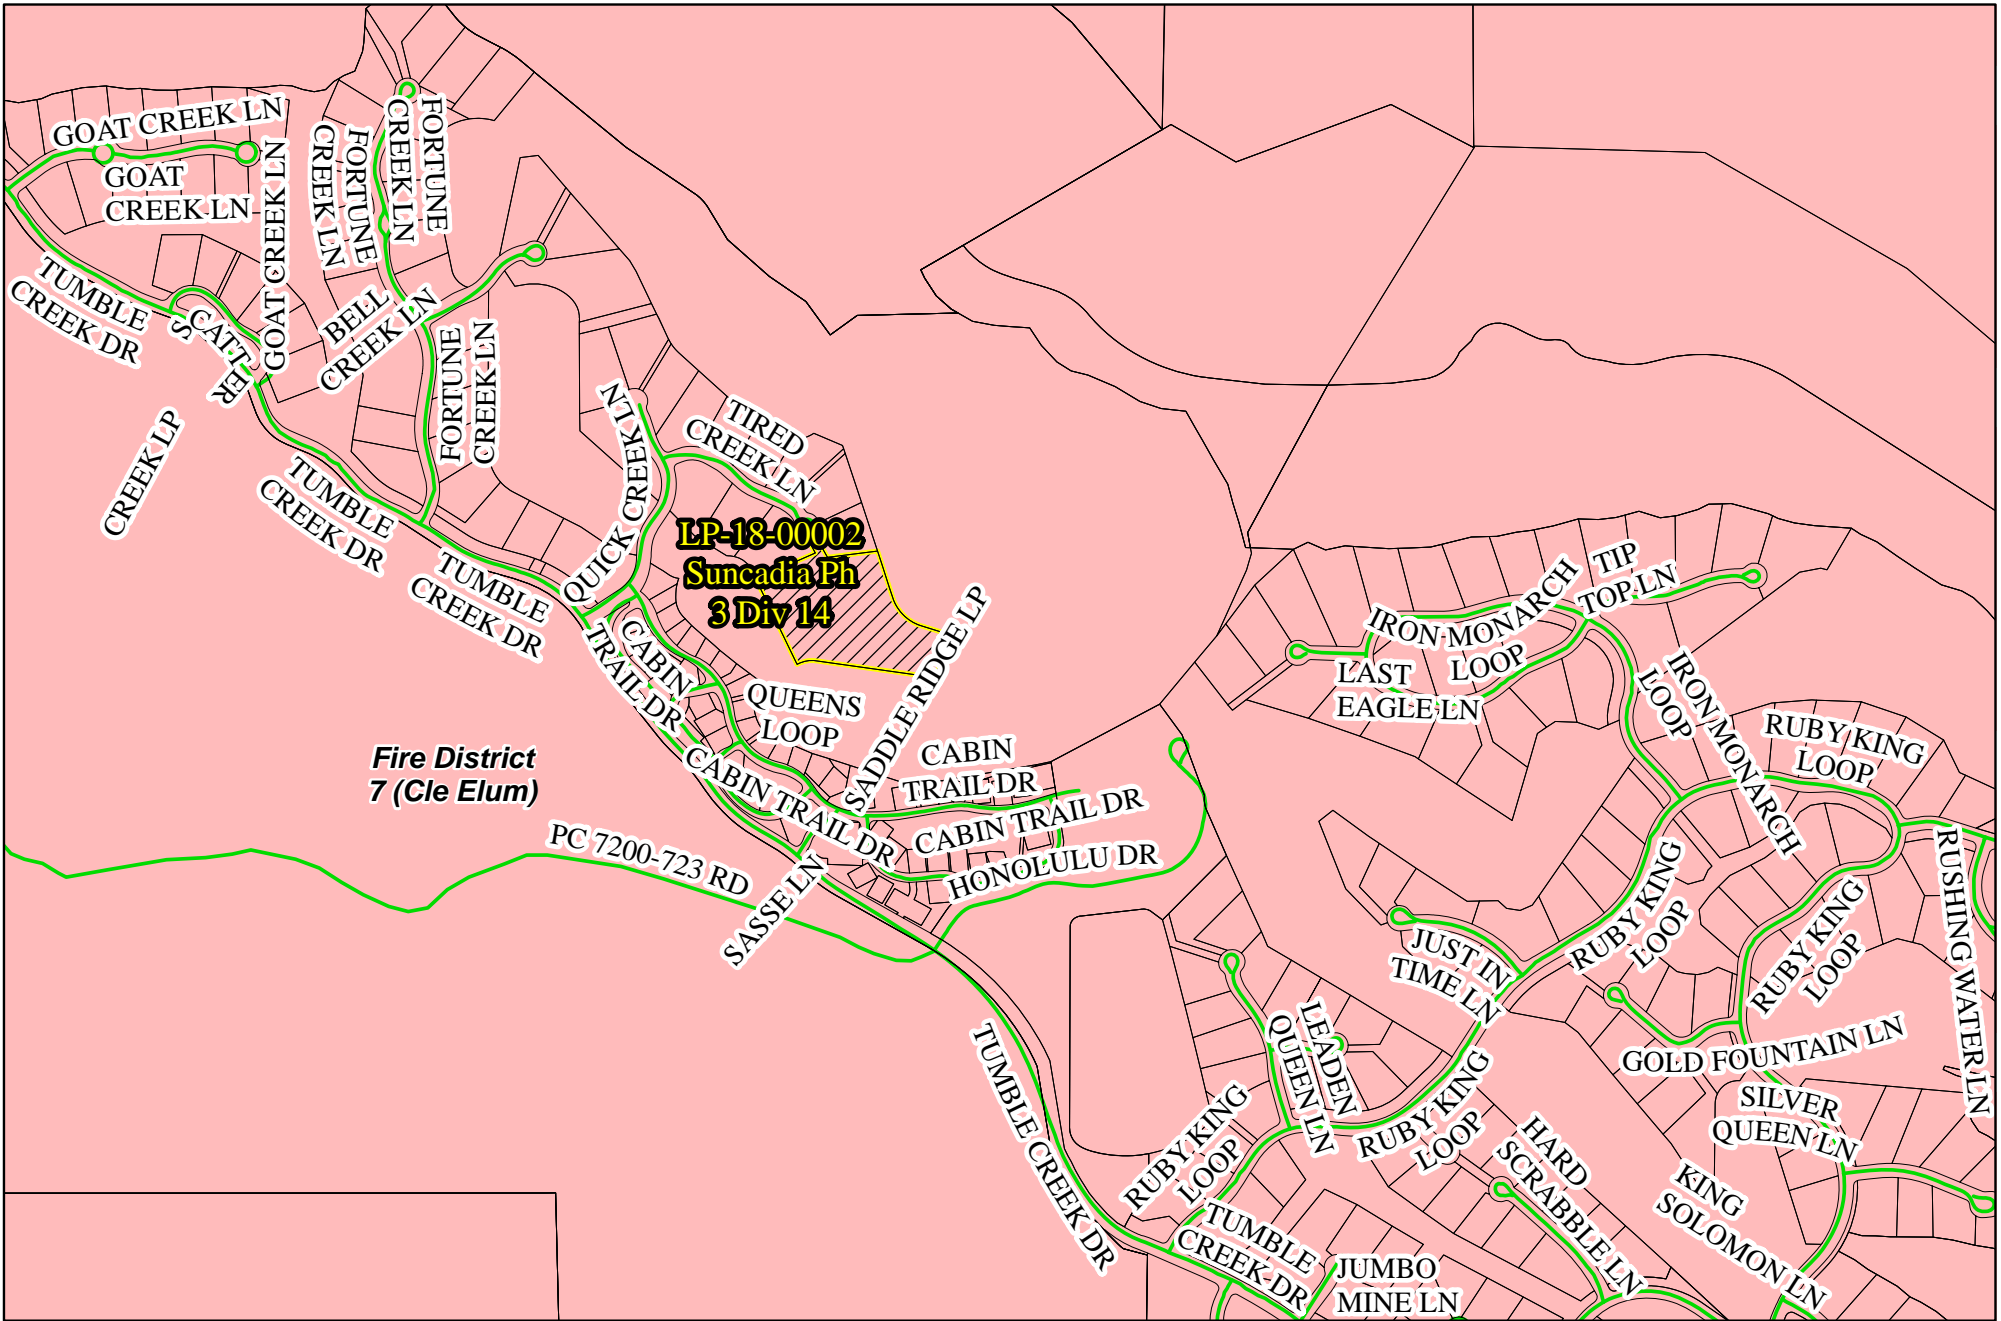 GOAT CREEK LN
GOAT
CREEK LN
GOAT CREEK LN
FORTUNE
CREEK LN
FORTUNE
CREEK LN
TUMBLE
CREEK DR
S
CATT
ER
CREEK LP
BELL
CREEK LN
FORTUNE
CREEK LN
TUMBLE
CREEK DR
TUMBLE
CREEK DR
QUICK CREEK LN
TIRED
CREEK LN
LP-18-00002
Suncadia Ph
3 Div 14
CABIN
TRAIL DR
QUEENS
LOOP
SADDLE RIDGE LP
CABIN
TRAIL DR
CABIN TRAIL DR
CABIN TRAIL DR
HONOLULU DR
Fire District
7 (Cle Elum)
PC 7200-723 RD
SASSE LN
TUMBLE CREEK DR
TIP
TOP LN
IRON MONARCH
LOOP
LAST
EAGLE LN
IRON MONARCH
LOOP
RUBY KING
LOOP
RUSHING WATER LN
RUBY KING
LOOP
RUBY KING
LOOP
JUST IN
TIME LN
LEADEN
QUEEN LN
GOLD FOUNTAIN LN
SILVER
QUEEN LN
RUBY KING
LOOP
RUBY KING
LOOP
HARD
SCRABBLE LN
KING
SOLOMON LN
TUMBLE
CREEK DR
JUMBO
MINE LN